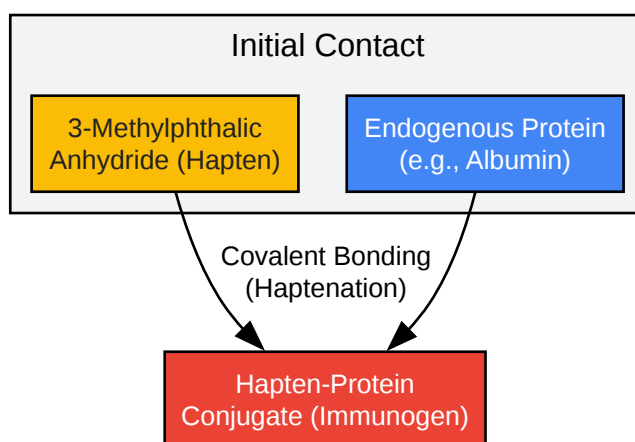 Initial Contact
3-Methylphthalic
Anhydride (Hapten)
Endogenous Protein
(e.g., Albumin)
Covalent Bonding
(Haptenation)
Hapten-Protein
Conjugate (Immunogen)